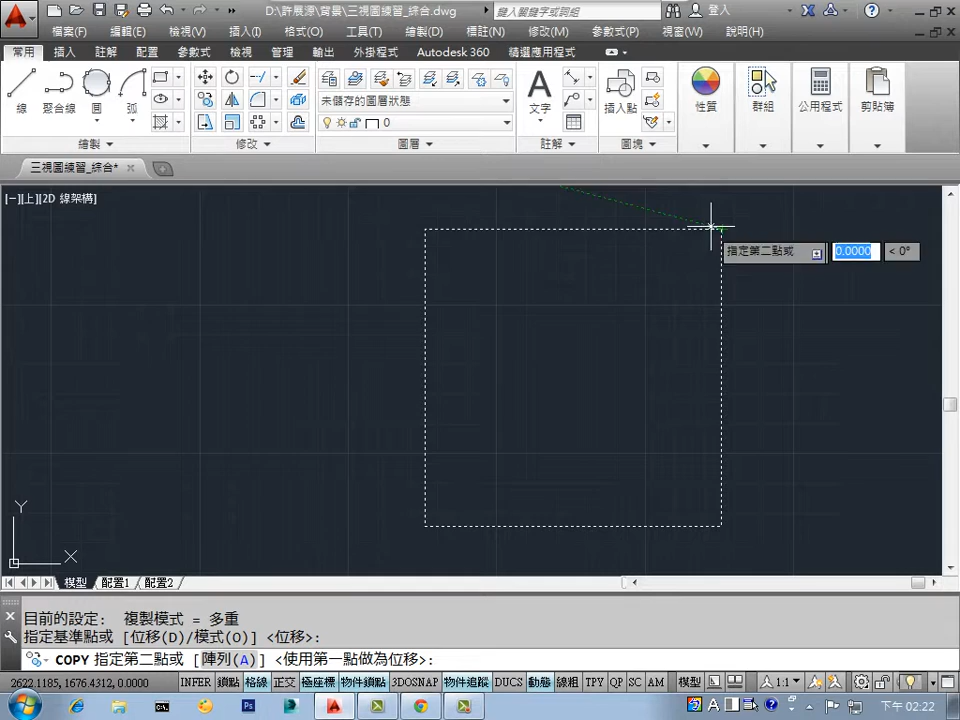 D:\許展源\背景\三視圖練習_綜合.dwg
鍵入關鍵字或片語
登入
檔案(F) 編輯(E) 檢視(V) 插入(I) 格式(O) 工具(T) 繪製(D) 標註(N) 修改(M) 參數式(P) 視窗(W) 說明(H)
常用 插入 註解 配置 參數式 檢視 管理 輸出 外掛程式 Autodesk 360 精選應用程式
線 聚合線 圓 弧
未儲存的圖層狀態
0
文字 插入點 性質 群組 公用程式 剪貼簿
繪製 修改 圖層 註解 圖塊
三視圖練習_綜合*
[−][上][2D 線架構]
指定第二點或 0.0000 < 0°
Y
X
模型 配置1 配置2
目前的設定: 複製模式 = 多重
指定基準點或 [位移(D)/模式(O)] <位移>:
COPY 指定第二點或 [陣列(A)] <使用第一點做為位移>:
2622.1185, 1676.4312, 0.0000 INFER 鎖點 格線 正交 極座標 物件鎖點 3DOSNAP 物件追蹤 DUCS 動態 線粗 TPY QP SC AM 模型 1:1
Ps A 下午 02:22